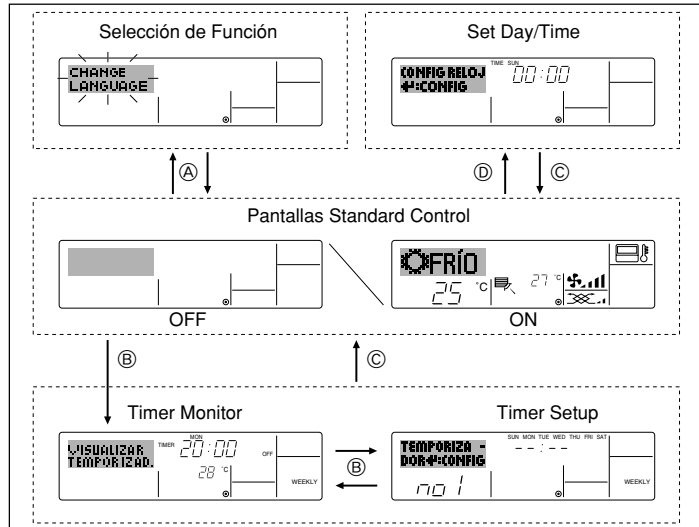 Selección de Función
CHANGE
LANGUAGE
Set Day/Time
TIME SUN
CONFIG RELOJ 00:00
↵:CONFIG
Ⓐ
Ⓓ
Ⓒ
Pantallas Standard Control
OFF
FRÍO
25 °C
27 °C
ON
Ⓑ
Ⓒ
Timer Monitor
MON
VISUALIZAR TIMER 20:00 OFF
TEMPORIZAD.
28 °C
WEEKLY
Ⓑ
Timer Setup
SUN MON TUE WED THU FRI SAT
TEMPORIZA - --:--
DOR↵:CONFIG
no 1
WEEKLY